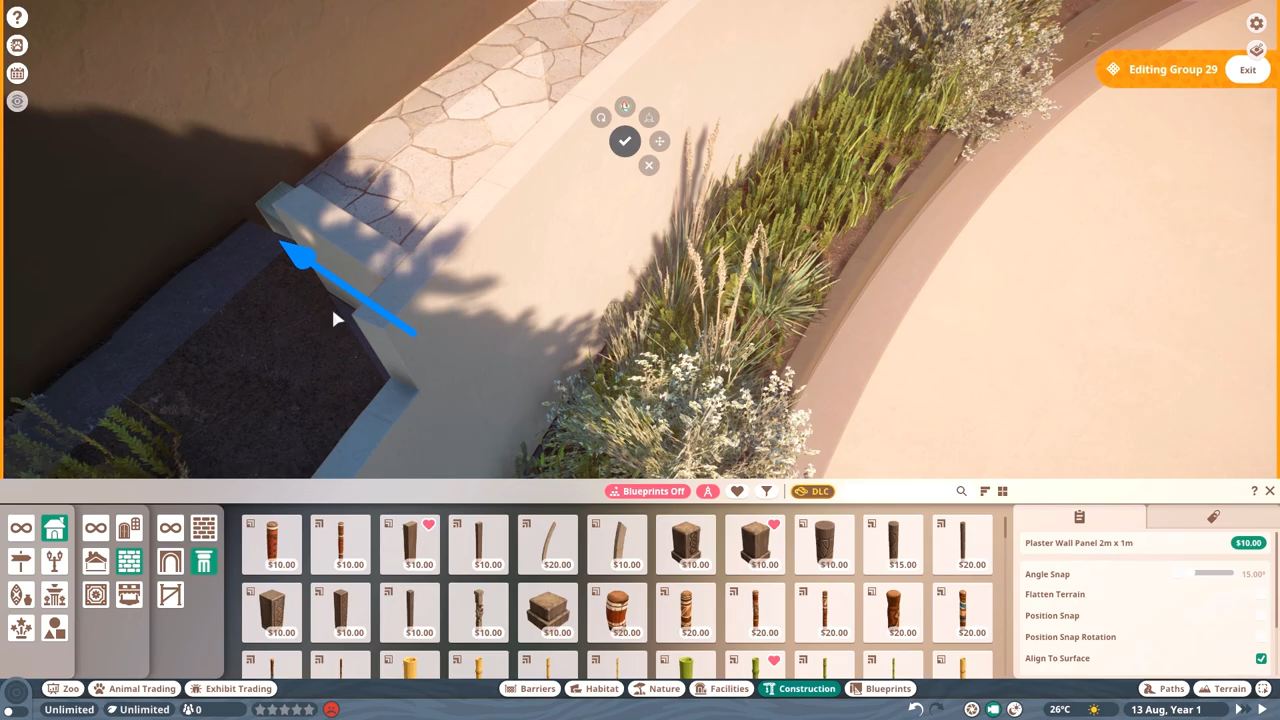 Editing Group 29
Exit
Blueprints Off
DLC
?
$10.00 $10.00 $10.00 $10.00 $20.00 $10.00 $10.00 $10.00 $10.00 $15.00 $20.00
$10.00 $10.00 $10.00 $10.00 $10.00 $20.00 $20.00 $20.00 $20.00 $20.00 $20.00
Plaster Wall Panel 2m x 1m $10.00
Angle Snap 15.00°
Flatten Terrain
Position Snap
Position Snap Rotation
Align To Surface
Zoo Animal Trading Exhibit Trading Barriers Habitat Nature Facilities Construction Blueprints Paths Terrain
Unlimited Unlimited 0 26°C 13 Aug, Year 1